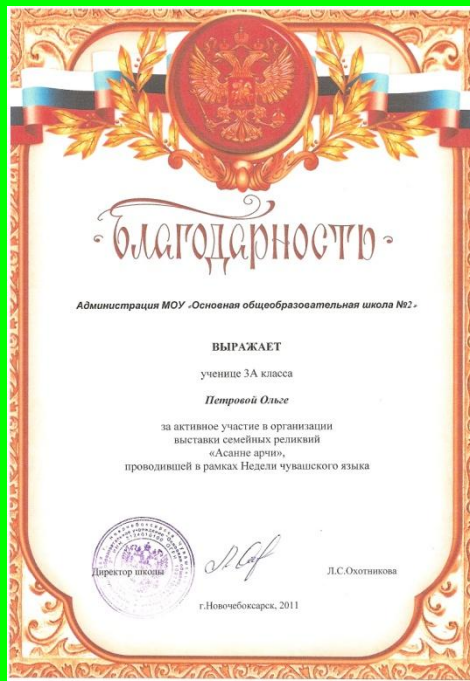 Благодарность
Администрация МОУ «Основная общеобразовательная школа №2»
ВЫРАЖАЕТ
ученице 3А класса
Петровой Ольге
за активное участие в организации
выставки семейных реликвий
«Асанне арчи»,
проводившей в рамках Недели чувашского языка
Директор школы Л.С.Охотникова
г.Новочебоксарск, 2011